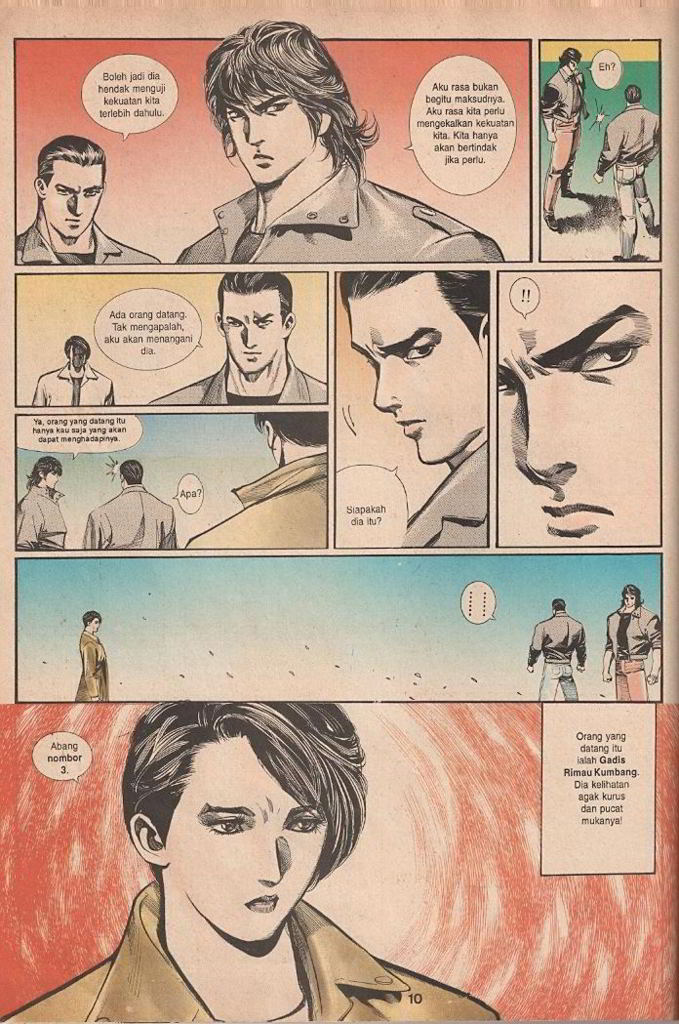 Boleh jadi dia
hendak menguji
kekuatan kita
terlebih dahulu.
Aku rasa bukan
begitu maksudnya.
Aku rasa kita perlu
mengekalkan kekuatan
kita. Kita hanya
akan bertindak
jika perlu.
Eh?
Ada orang datang.
Tak mengapalah,
aku akan menangani
dia.
Ya, orang yang datang itu
hanya kau saja yang akan
dapat menghadapinya.
Apa?
Siapakah
dia itu?
!!
Abang
nombor
3.
Orang yang
datang itu
ialah Gadis
Rimau Kumbang.
Dia kelihatan
agak kurus
dan pucat
mukanya!
10